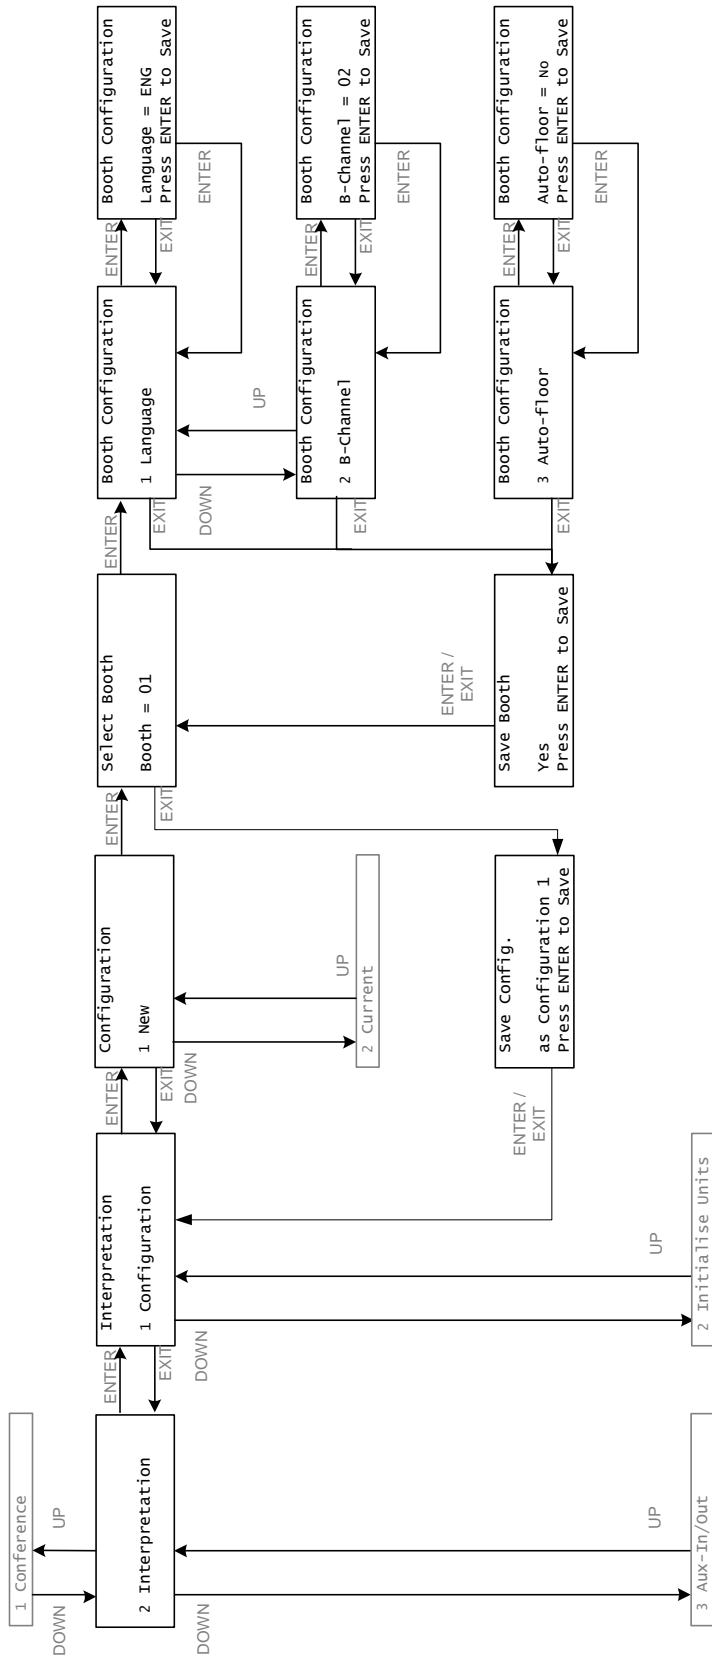 1 Conference
DOWN
UP
2 Interpretation
DOWN
UP
3 Aux-In/Out
ENTER
EXIT
Interpretation
1 Configuration
DOWN
UP
2 Initialise Units
ENTER
EXIT
Configuration
1 New
DOWN
UP
2 Current
ENTER
EXIT
Save Config.
as Configuration 1
Press ENTER to Save
ENTER /
EXIT
Select Booth
Booth = 01
ENTER /
EXIT
Save Booth
Yes
Press ENTER to Save
ENTER
EXIT
Booth Configuration
1 Language
ENTER
EXIT
Booth Configuration
Language = ENG
Press ENTER to Save
ENTER
DOWN
UP
Booth Configuration
2 B-Channel
EXIT
ENTER
EXIT
Booth Configuration
B-Channel = 02
Press ENTER to Save
ENTER
Booth Configuration
3 Auto-floor
EXIT
ENTER
EXIT
Booth Configuration
Auto-floor = No
Press ENTER to Save
ENTER